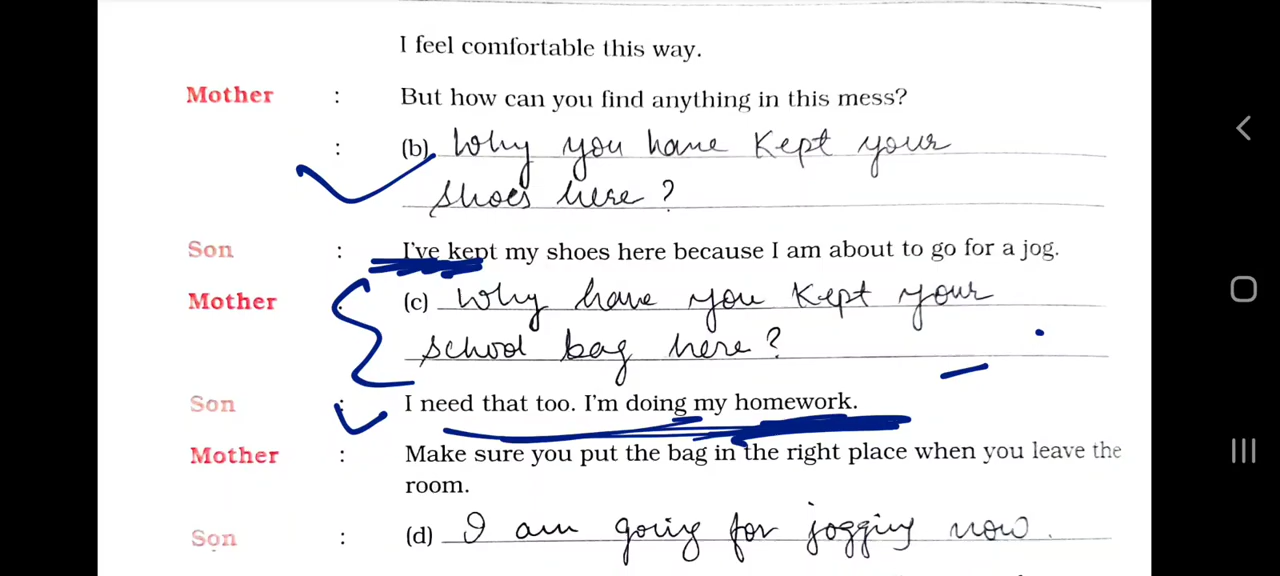 I feel comfortable this way.
Mother : But how can you find anything in this mess?
: (b) Why you have kept your
shoes here?
Son : I've kept my shoes here because I am about to go for a jog.
Mother : (c) Why have you kept your
school bag here?
Son : I need that too. I'm doing my homework.
Mother : Make sure you put the bag in the right place when you leave the
room.
Son : (d) I am going for jogging now.